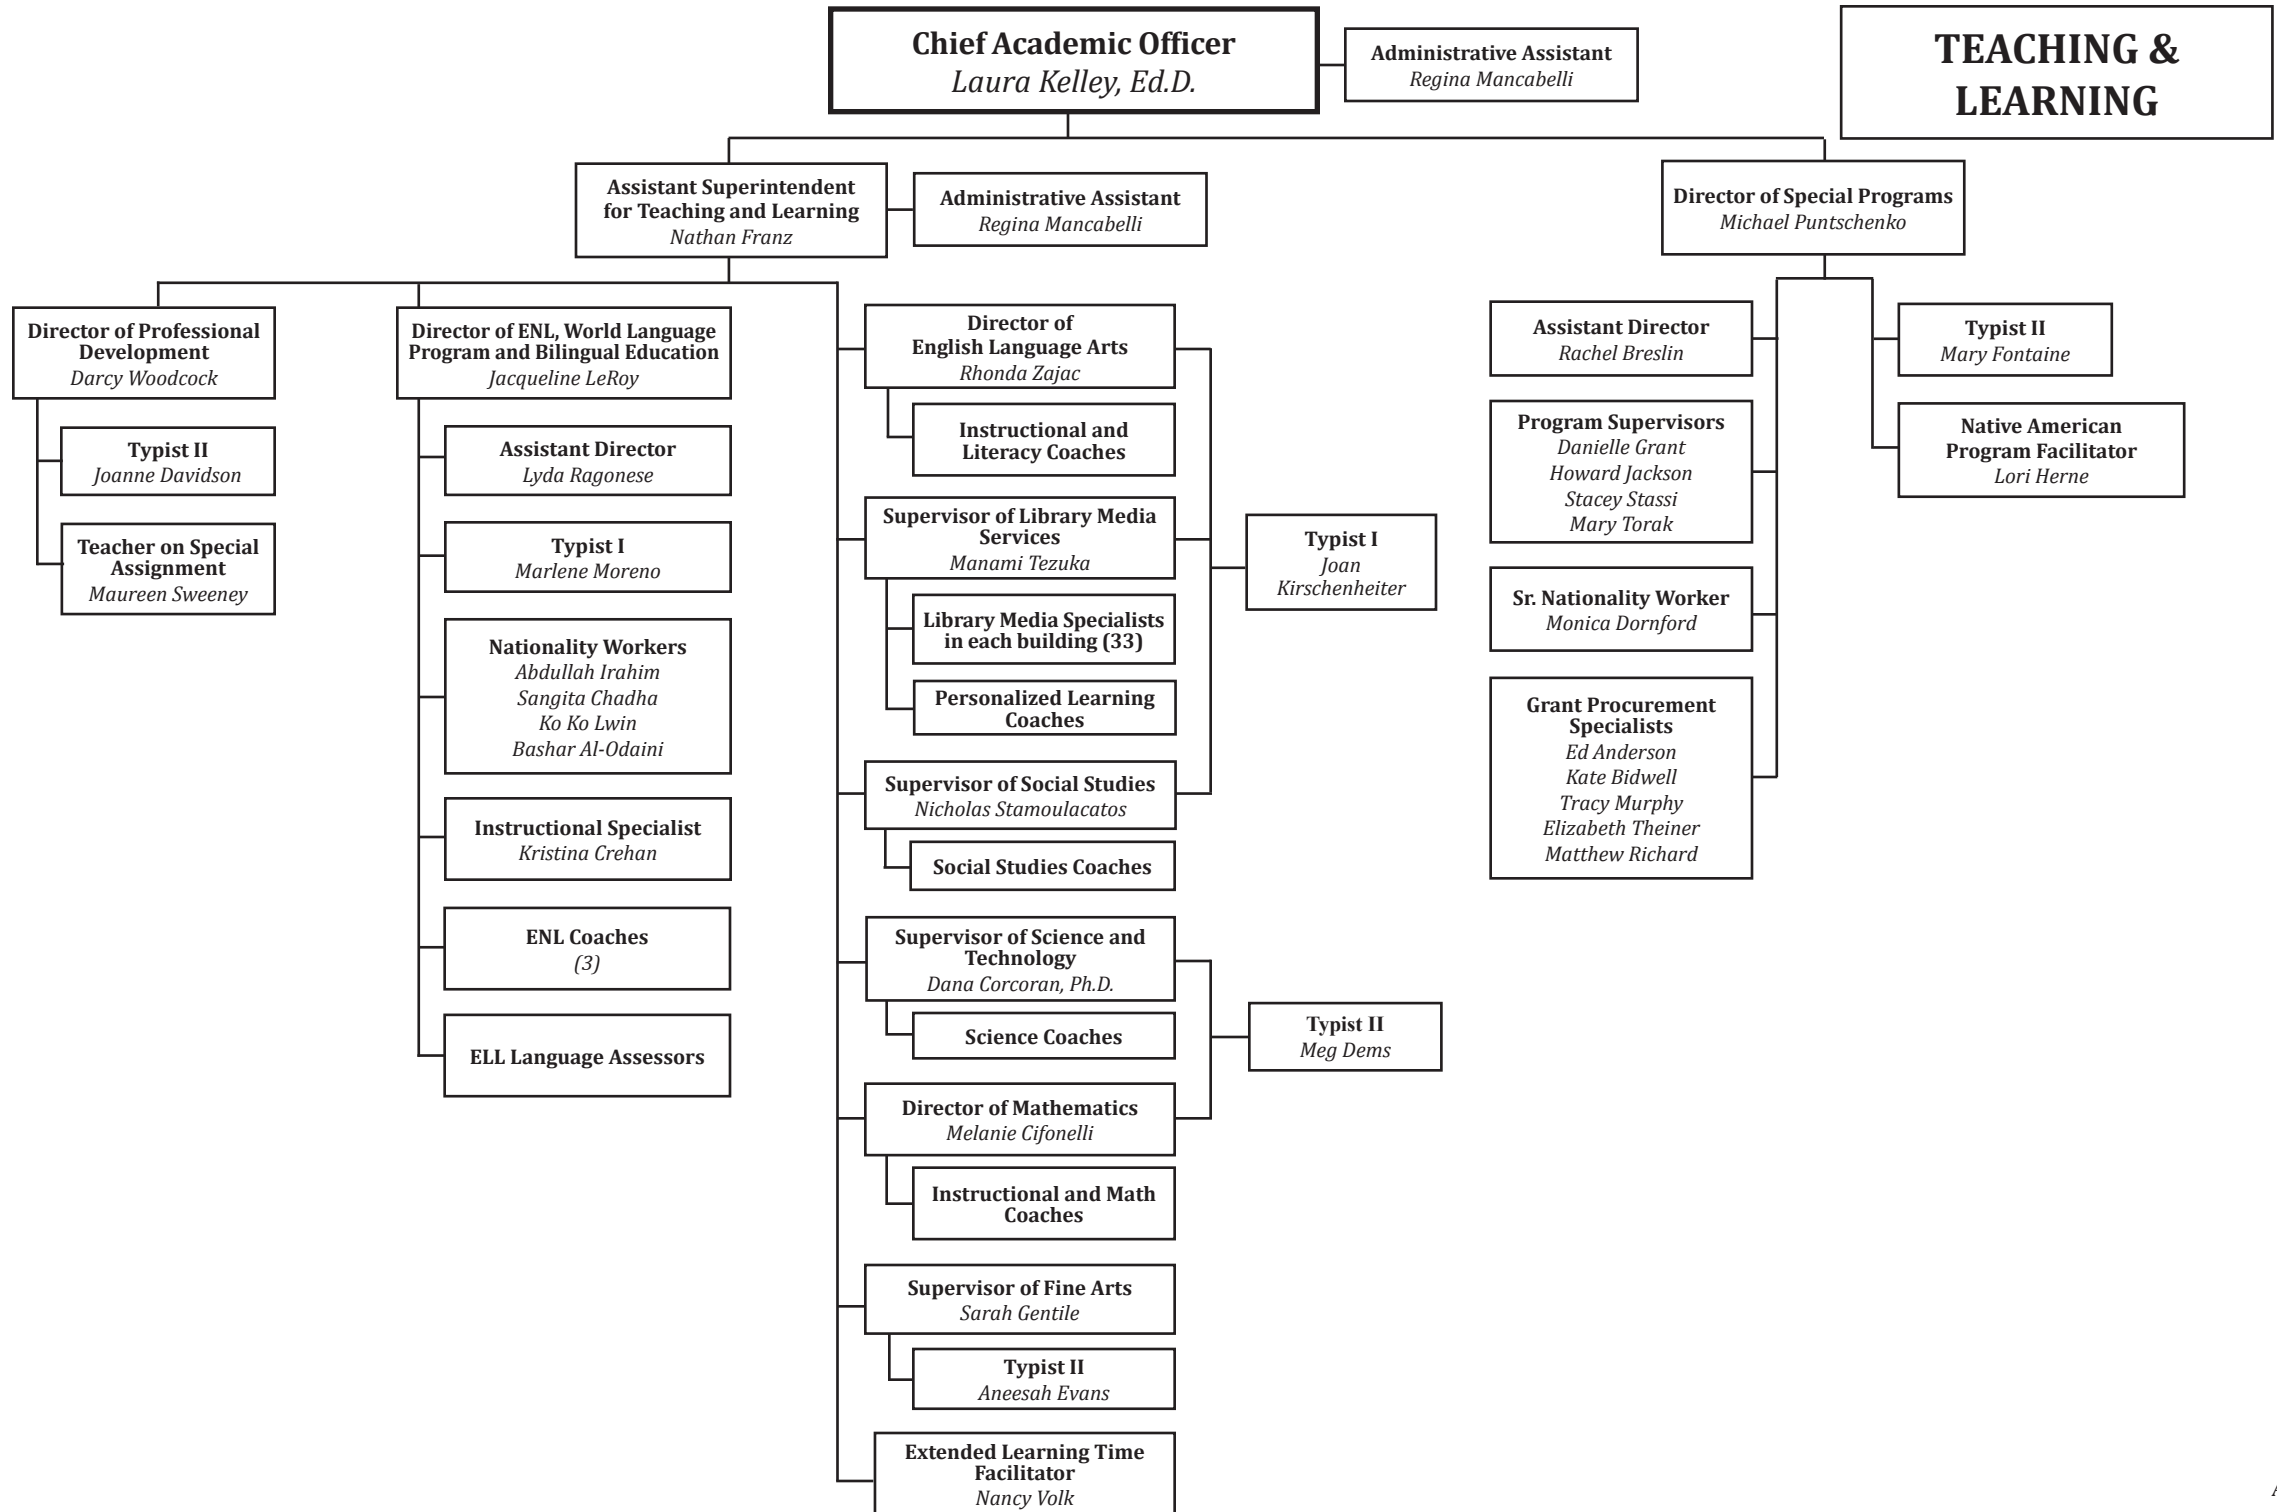 Chief Academic Officer
Laura Kelley, Ed.D.
Administrative Assistant
Regina Mancabelli
TEACHING &
LEARNING
Assistant Superintendent
for Teaching and Learning
Nathan Franz
Administrative Assistant
Regina Mancabelli
Director of Special Programs
Michael Puntschenko
Director of Professional
Development
Darcy Woodcock
Typist II
Joanne Davidson
Teacher on Special
Assignment
Maureen Sweeney
Director of ENL, World Language
Program and Bilingual Education
Jacqueline LeRoy
Assistant Director
Lyda Ragonese
Typist I
Marlene Moreno
Nationality Workers
Abdullah Irahim
Sangita Chadha
Ko Ko Lwin
Bashar Al-Odaini
Instructional Specialist
Kristina Crehan
ENL Coaches
(3)
ELL Language Assessors
Director of
English Language Arts
Rhonda Zajac
Instructional and
Literacy Coaches
Supervisor of Library Media
Services
Manami Tezuka
Library Media Specialists
in each building (33)
Personalized Learning
Coaches
Supervisor of Social Studies
Nicholas Stamoulacatos
Social Studies Coaches
Typist I
Joan
Kirschenheiter
Supervisor of Science and
Technology
Dana Corcoran, Ph.D.
Science Coaches
Director of Mathematics
Melanie Cifonelli
Instructional and Math
Coaches
Typist II
Meg Dems
Supervisor of Fine Arts
Sarah Gentile
Typist II
Aneesah Evans
Extended Learning Time
Facilitator
Nancy Volk
Assistant Director
Rachel Breslin
Program Supervisors
Danielle Grant
Howard Jackson
Stacey Stassi
Mary Torak
Sr. Nationality Worker
Monica Dornford
Grant Procurement
Specialists
Ed Anderson
Kate Bidwell
Tracy Murphy
Elizabeth Theiner
Matthew Richard
Typist II
Mary Fontaine
Native American
Program Facilitator
Lori Herne